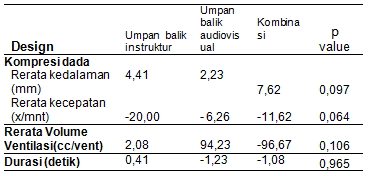 Design Umpan balik instruktur Umpan balik audiovisual Kombinasi p value
Kompresi dada
Rerata kedalaman (mm) 4,41 2,23 7,62 0,097
Rerata kecepatan (x/mnt) -20,00 - 6,26 -11,62 0,064
Rerata Volume Ventilasi(cc/vent) 2,08 94,23 -96,67 0,106
Durasi (detik) 0,41 -1,23 -1,08 0,965